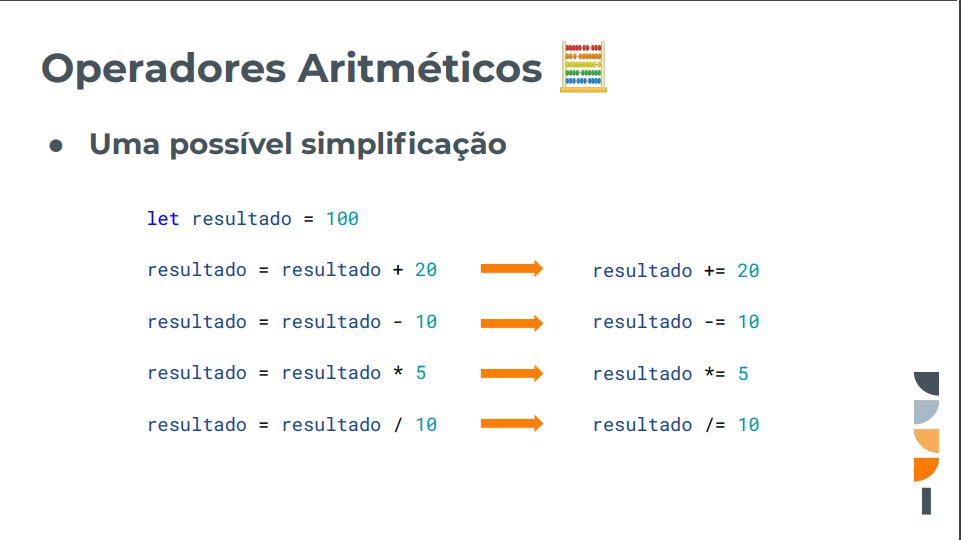 Operadores Aritméticos 🧮
● Uma possível simplificação
let resultado = 100
resultado = resultado + 20 resultado += 20
resultado = resultado - 10 resultado -= 10
resultado = resultado * 5 resultado *= 5
resultado = resultado / 10 resultado /= 10